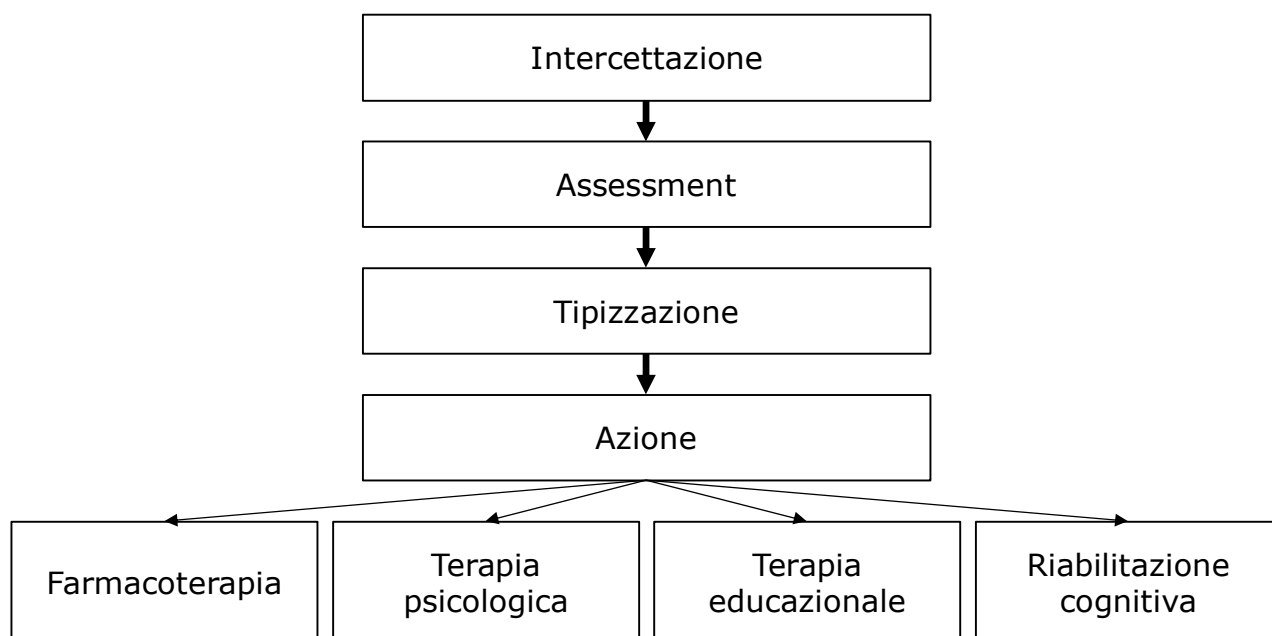 Intercettazione
Assessment
Tipizzazione
Azione
Farmacoterapia
Terapia
psicologica
Terapia
educazionale
Riabilitazione
cognitiva